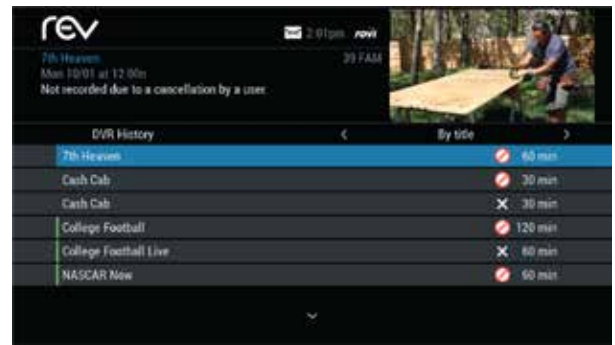 rev
2:01pm rovi
7th Heaven 39 FAM
Mon 10/01 at 12:00n
Not recorded due to a cancellation by a user.
DVR History < By title >
7th Heaven 60 min
Cash Cab 30 min
Cash Cab X 30 min
College Football 120 min
College Football Live X 60 min
NASCAR Now 60 min